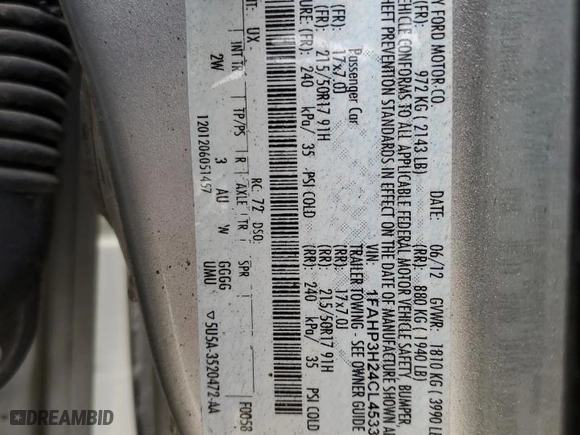 Y FORD MOTOR CO.
DATE: 06/12 GVWR: 1810 KG / 3990 LB
(FR): 972 KG ( 2143 LB) (RR): 880 KG ( 1940 LB)
VEHICLE CONFORMS TO ALL APPLICABLE FEDERAL MOTOR VEHICLE SAFETY, BUMPER,
THEFT PREVENTION STANDARDS IN EFFECT ON THE DATE OF MANUFACTURE SHOWN A
VIN: 1FAHP3H24CL4533
Passenger Car TRAILER TOWING - SEE OWNER GUIDE
(FR): 17x7.0J (RR): 17x7.0J
(FR): 215/50R17 91H (RR): 215/50R17 91H
URE: (FR): 240 kPa/ 35 PSI COLD (RR): 240 kPa/ 35 PSI COLD
NT: UX RC: 72 DSO: F0058
INT TR TP/PS R AXLE TR SPR
2W 3 AU W GGGG UMU
1201206051457 5U5A-3520472-AA
DREAMBID